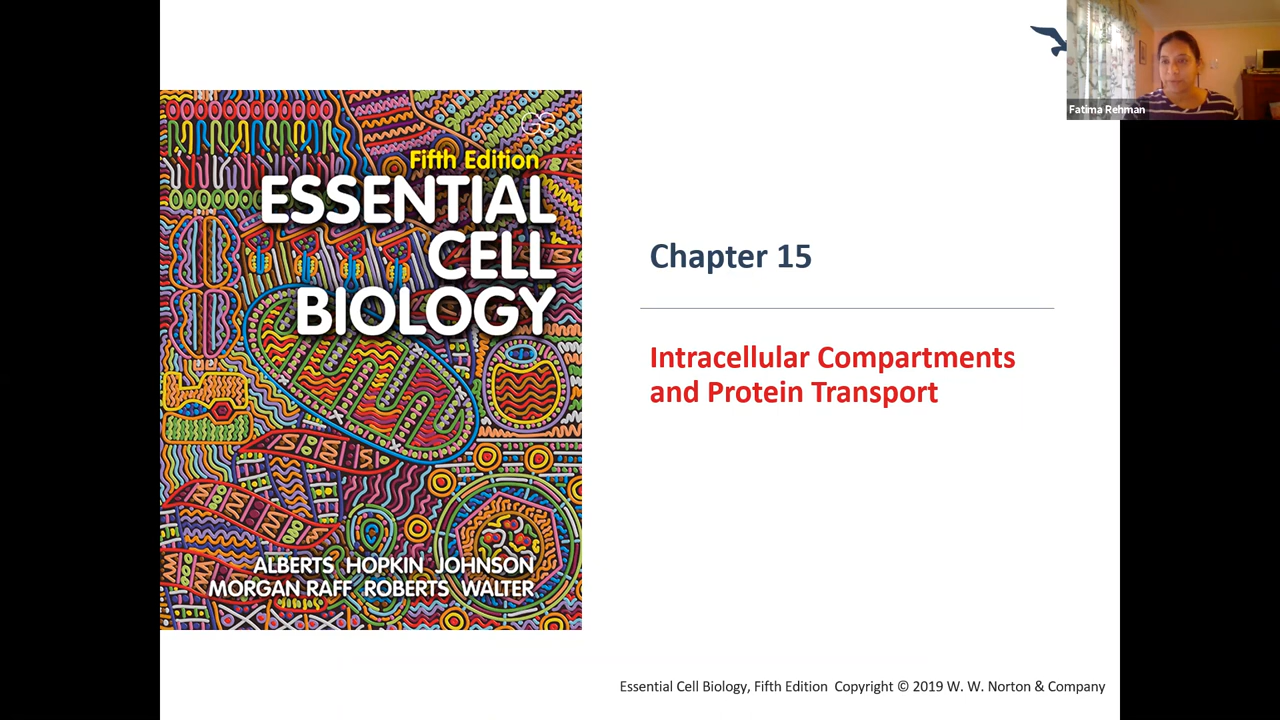 Fatima Rehman
Fifth Edition
ESSENTIAL
CELL
BIOLOGY
ALBERTS HOPKIN JOHNSON
MORGAN RAFF ROBERTS WALTER
Chapter 15
Intracellular Compartments
and Protein Transport
Essential Cell Biology, Fifth Edition Copyright © 2019 W. W. Norton & Company